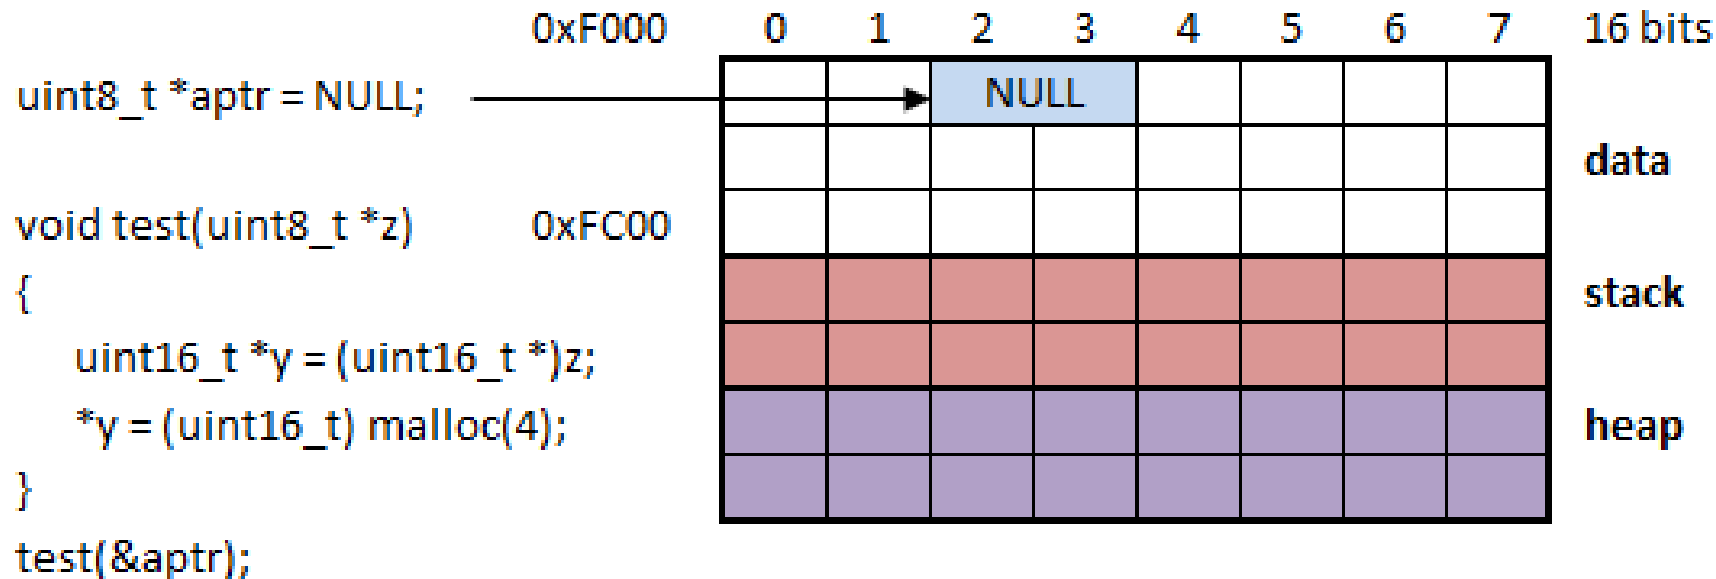 0xF000 0 1 2 3 4 5 6 7 16 bits
uint8_t *aptr = NULL; NULL
data
void test(uint8_t *z) 0xFC00
{ stack
uint16_t *y = (uint16_t *)z;
*y = (uint16_t) malloc(4); heap
}
test(&aptr);